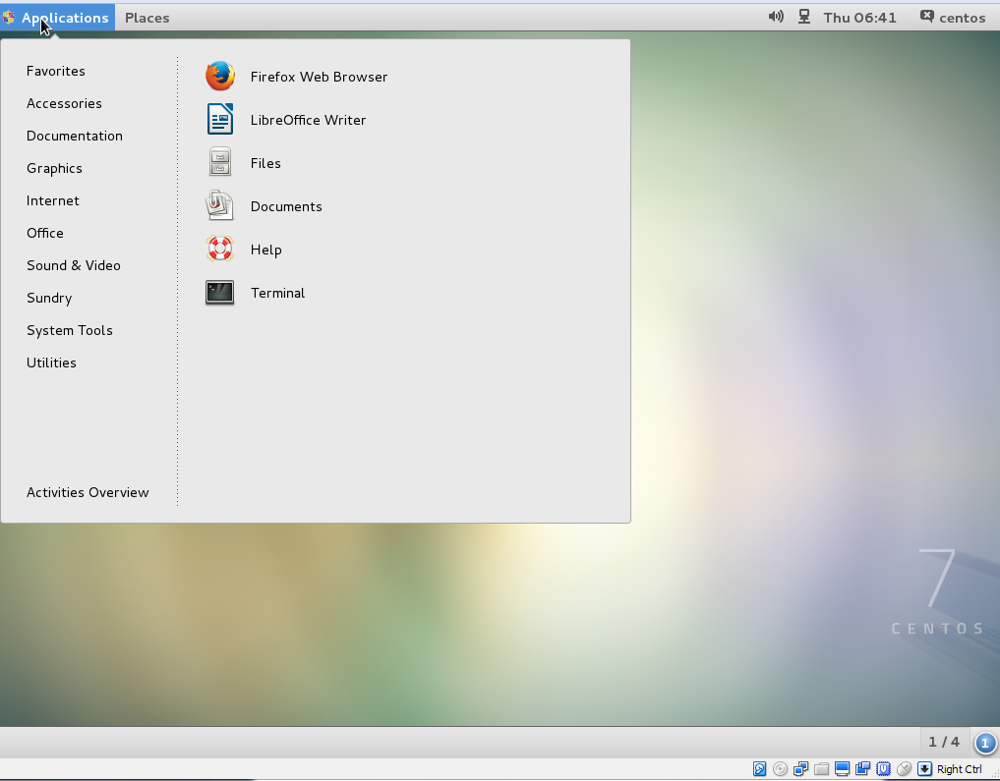 Applications Places Thu 06:41 centos
Favorites
Accessories
Documentation
Graphics
Internet
Office
Sound & Video
Sundry
System Tools
Utilities
Activities Overview
Firefox Web Browser
LibreOffice Writer
Files
Documents
Help
Terminal
7
CENTOS
1 / 4 1
Right Ctrl